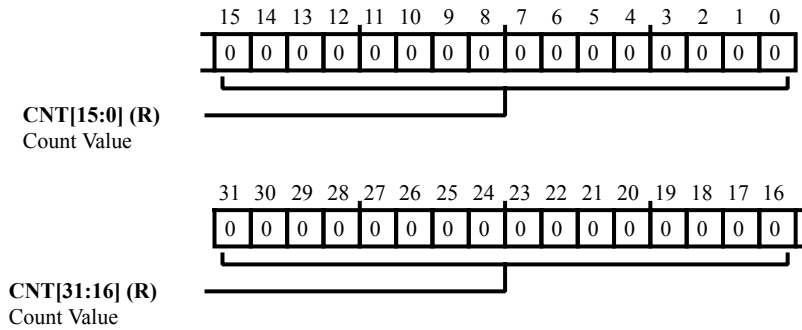 15 14 13 12 11 10 9 8 7 6 5 4 3 2 1 0
0 0 0 0 0 0 0 0 0 0 0 0 0 0 0 0
CNT[15:0] (R)
Count Value
31 30 29 28 27 26 25 24 23 22 21 20 19 18 17 16
0 0 0 0 0 0 0 0 0 0 0 0 0 0 0 0
CNT[31:16] (R)
Count Value